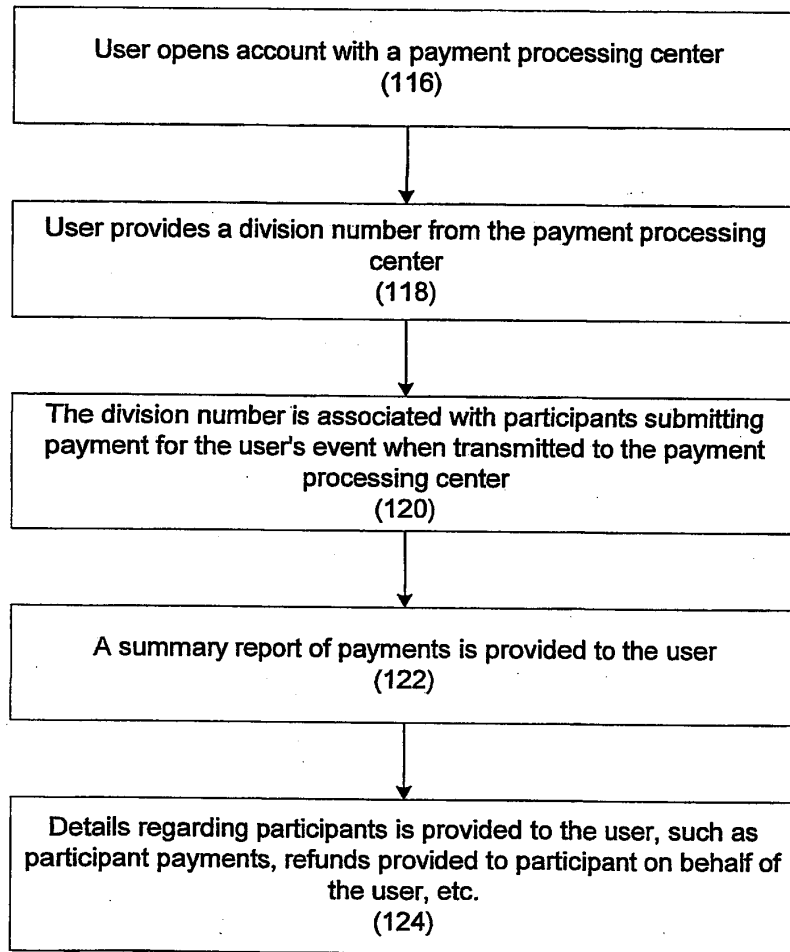 User opens account with a payment processing center
(116)
User provides a division number from the payment processing
center
(118)
The division number is associated with participants submitting
payment for the user's event when transmitted to the payment
processing center
(120)
A summary report of payments is provided to the user
(122)
Details regarding participants is provided to the user, such as
participant payments, refunds provided to participant on behalf of
the user, etc.
(124)